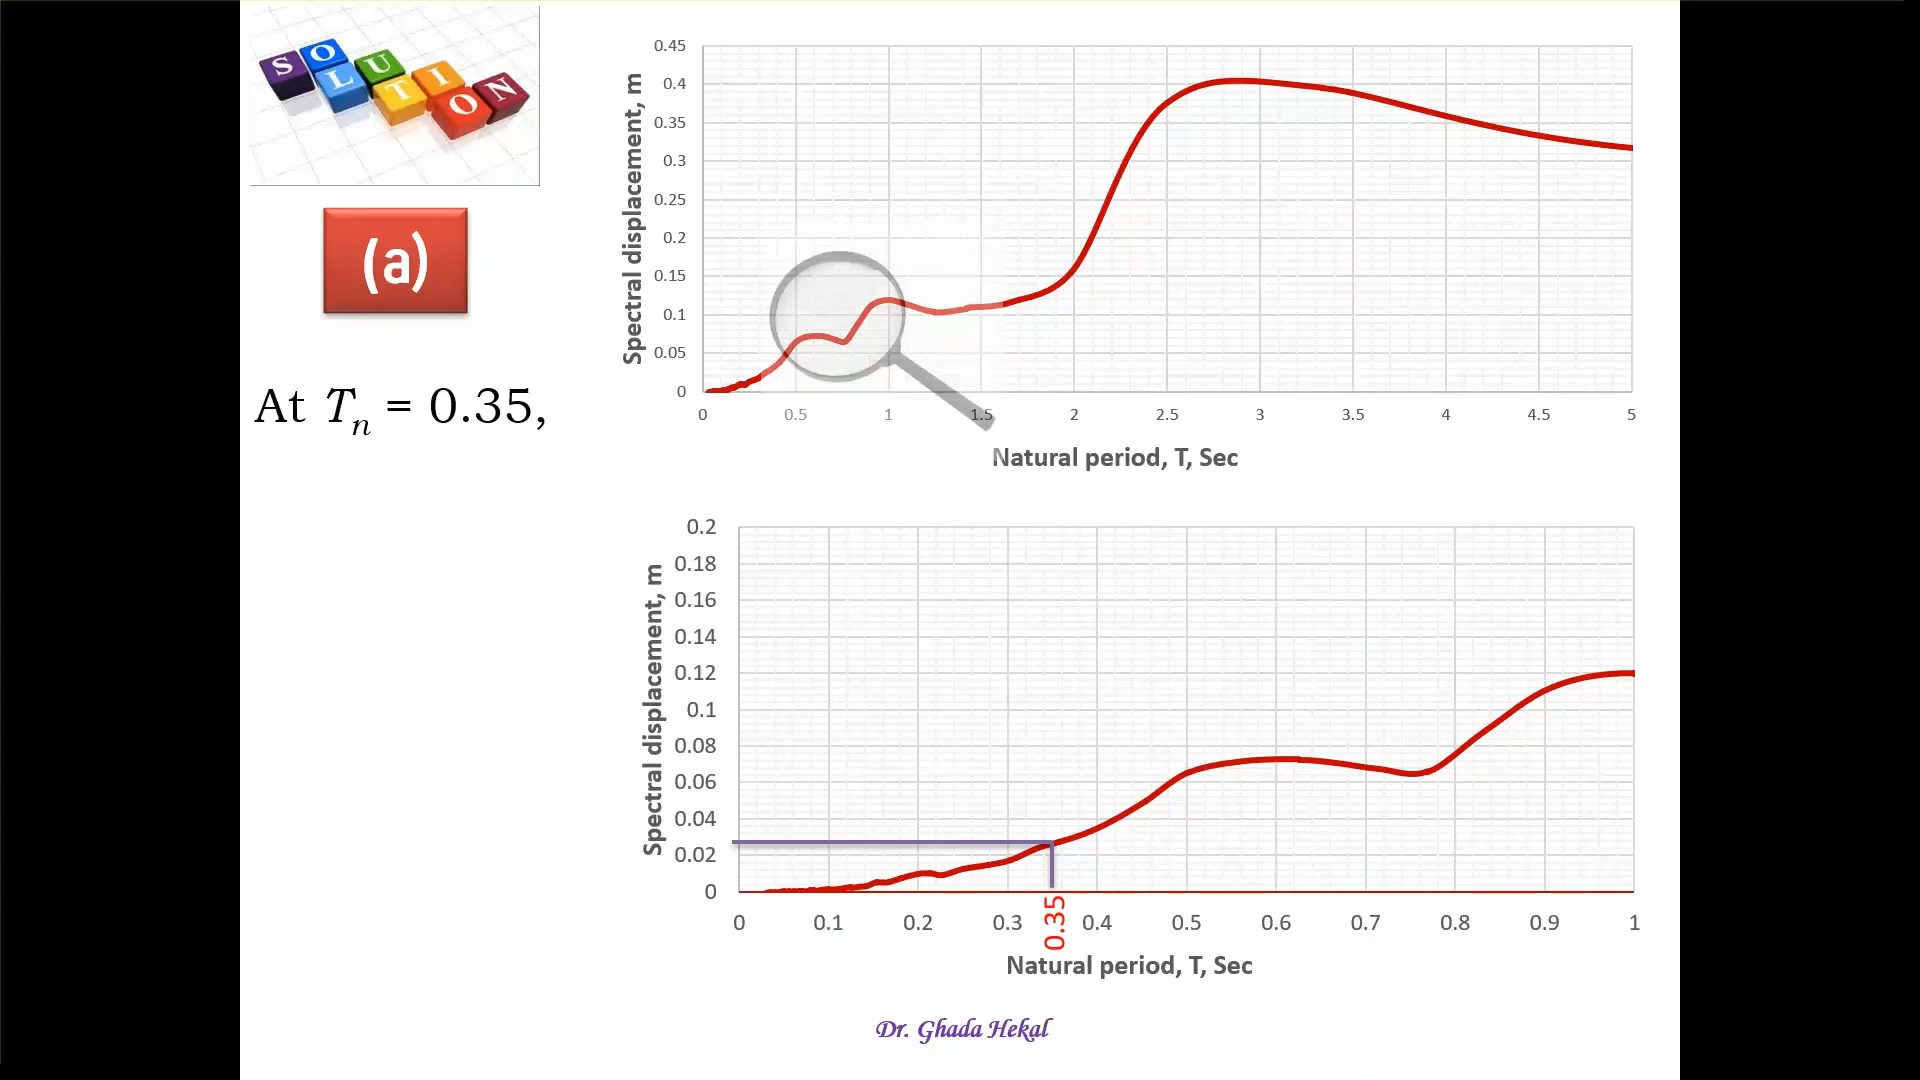 SOLUTION
(a)
At Tn = 0.35,
Spectral displacement, m
0.45
0.4
0.35
0.3
0.25
0.2
0.15
0.1
0.05
0
0 0.5 1 1.5 2 2.5 3 3.5 4 4.5 5
Natural period, T, Sec
Spectral displacement, m
0.2
0.18
0.16
0.14
0.12
0.1
0.08
0.06
0.04
0.02
0
0 0.1 0.2 0.3 0.35 0.4 0.5 0.6 0.7 0.8 0.9 1
Natural period, T, Sec
Dr. Ghada Hekal